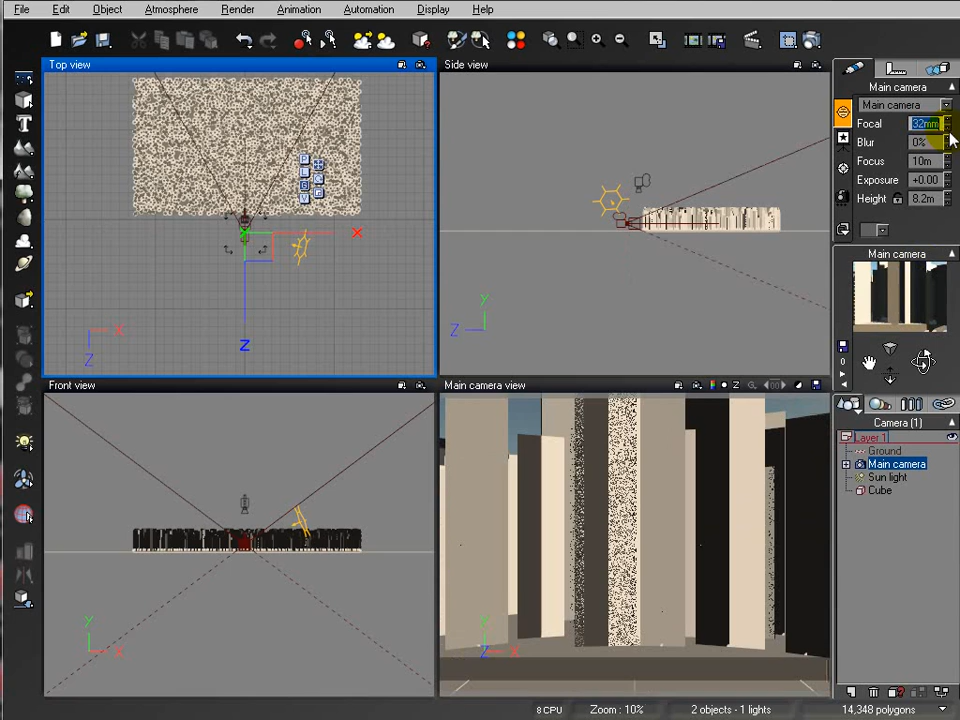 File Edit Object Atmosphere Render Animation Automation Display Help
Top view
Side view
Main camera
Main camera
Focal 32mm
Blur 0%
Focus 10m
Exposure +0.00
Height 8.2m
Main camera
X
Z
X
Z
Y
Z
Front view
Main camera view
Camera (1)
Layer 1
Ground
Main camera
Sun light
Cube
Y
X
Y
Z X
8 CPU Zoom : 10% 2 objects - 1 lights 14,348 polygons